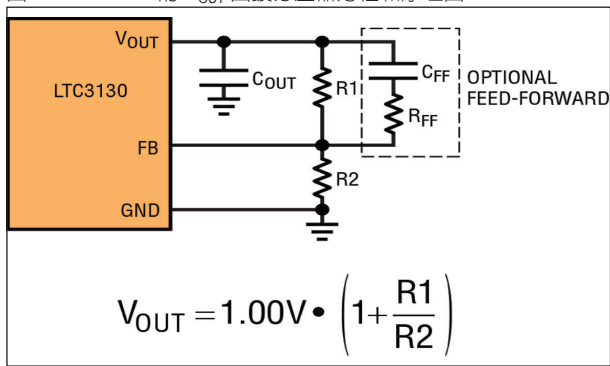 VOUT
LTC3130
COUT
R1
CFF
RFF
OPTIONAL
FEED-FORWARD
FB
R2
GND
VOUT = 1.00V • (1+ R1/R2)